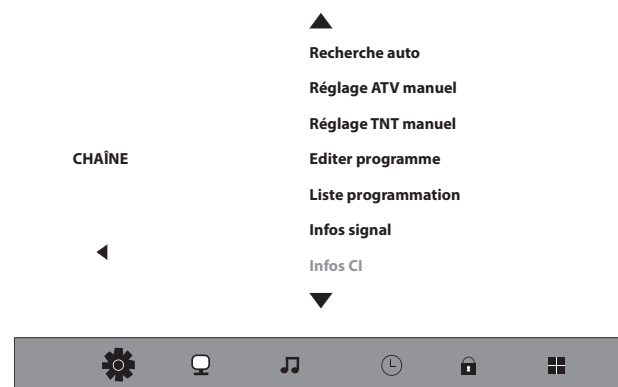 Recherche auto
Réglage ATV manuel
Réglage TNT manuel
CHAÎNE
Editer programme
Liste programmation
Infos signal
Infos CI